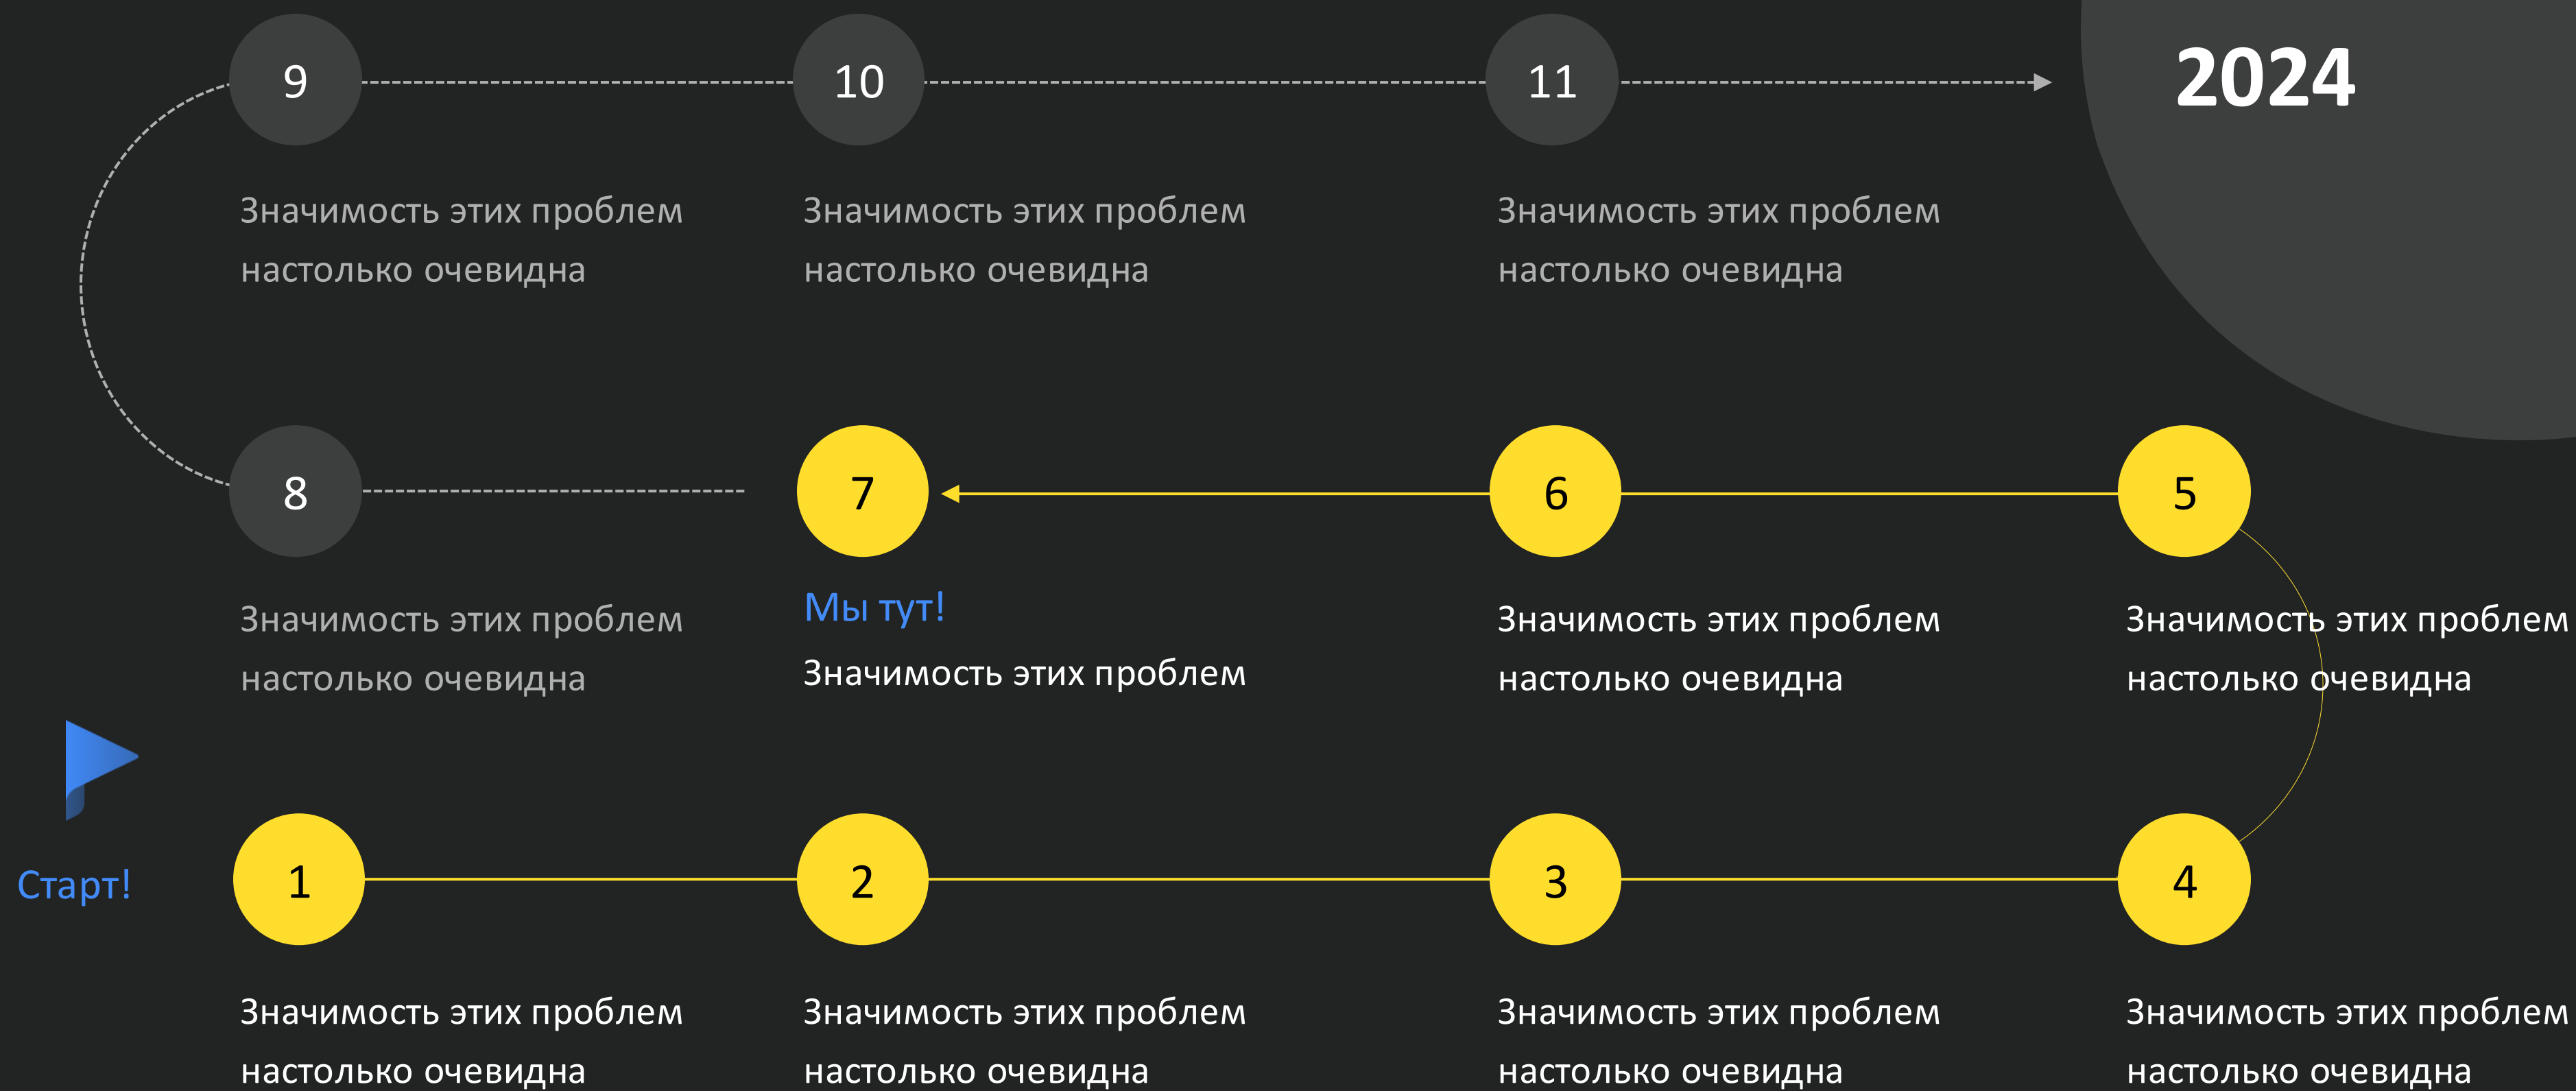 2024
9
10
11
Значимость этих проблем
настолько очевидна
Значимость этих проблем
настолько очевидна
Значимость этих проблем
настолько очевидна
8
7
6
5
Значимость этих проблем
настолько очевидна
Мы тут!
Значимость этих проблем
Значимость этих проблем
настолько очевидна
Значимость этих проблем
настолько очевидна
Старт!
1
2
3
4
Значимость этих проблем
настолько очевидна
Значимость этих проблем
настолько очевидна
Значимость этих проблем
настолько очевидна
Значимость этих проблем
настолько очевидна